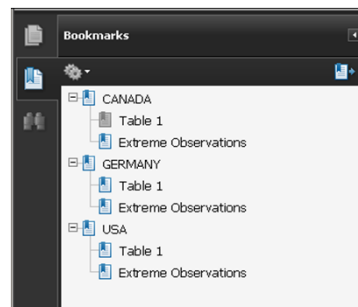 Bookmarks
CANADA
Table 1
Extreme Observations
GERMANY
Table 1
Extreme Observations
USA
Table 1
Extreme Observations